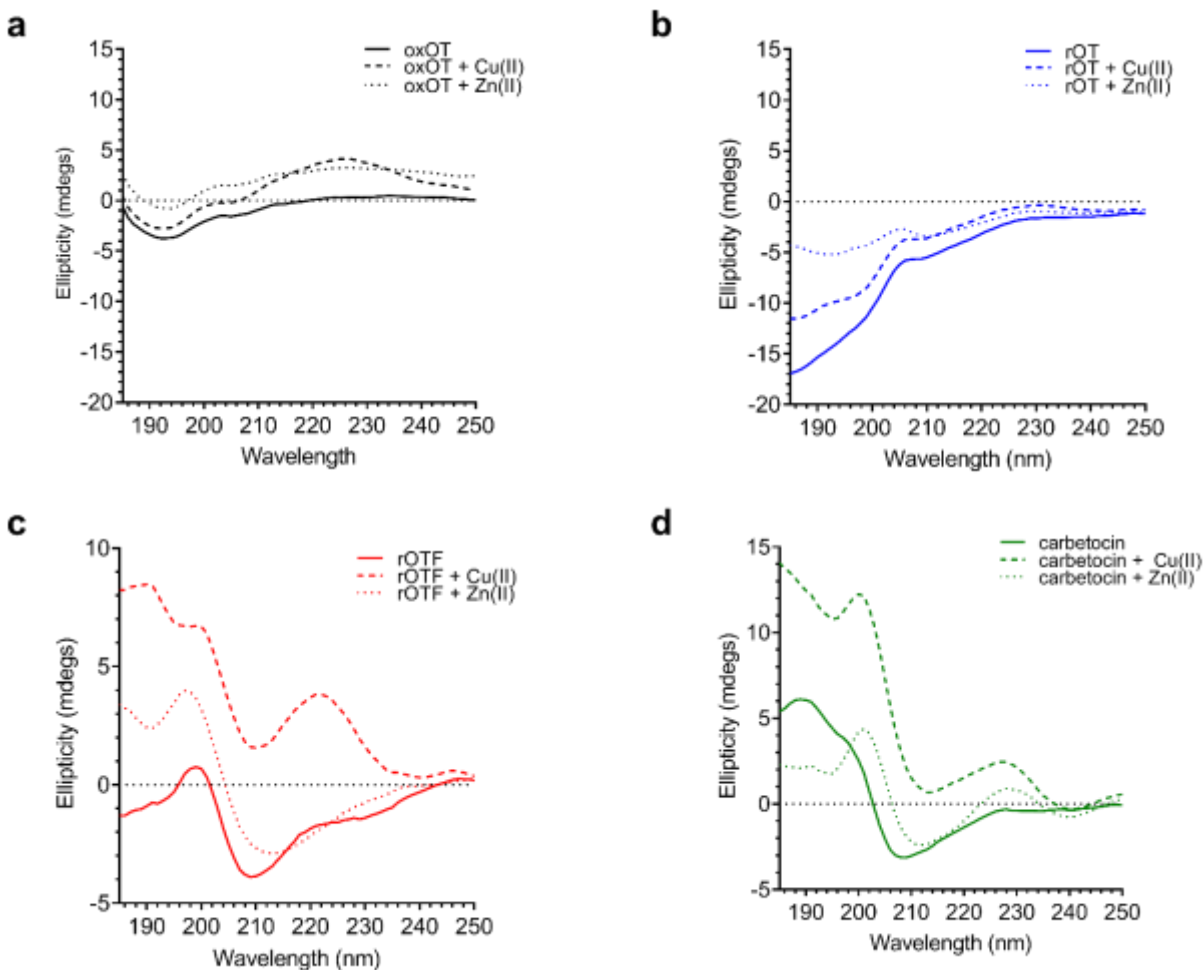 a
oxOT
oxOT + Cu(II)
oxOT + Zn(II)
Ellipticity (mdegs)
15
10
5
0
-5
-10
-15
-20
190 200 210 220 230 240 250
Wavelength
b
rOT
rOT + Cu(II)
rOT + Zn(II)
Ellipticity (mdegs)
15
10
5
0
-5
-10
-15
-20
190 200 210 220 230 240 250
Wavelength (nm)
c
rOTF
rOTF + Cu(II)
rOTF + Zn(II)
Ellipticity (mdegs)
10
5
0
-5
190 200 210 220 230 240 250
Wavelength (nm)
d
carbetocin
carbetocin + Cu(II)
carbetocin + Zn(II)
Ellipticity (mdegs)
15
10
5
0
-5
190 200 210 220 230 240 250
Wavelength (nm)